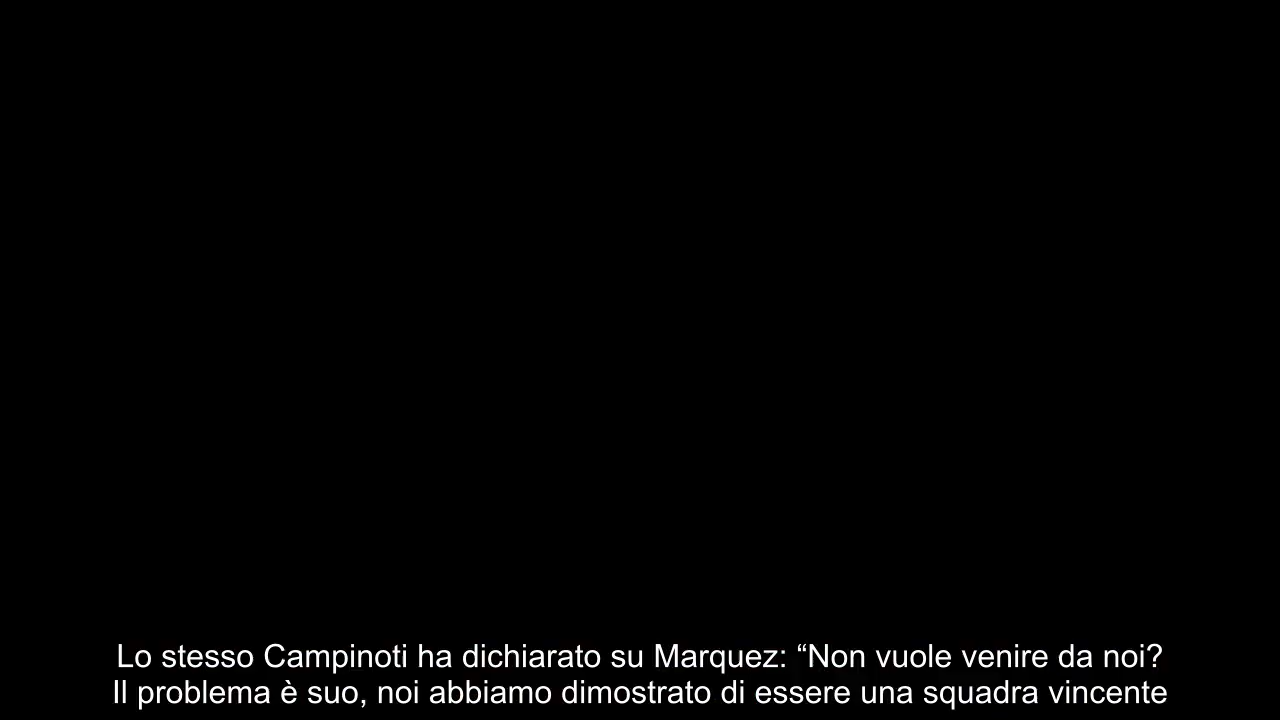 Lo stesso Campinoti ha dichiarato su Marquez: “Non vuole venire da noi?
Il problema è suo, noi abbiamo dimostrato di essere una squadra vincente